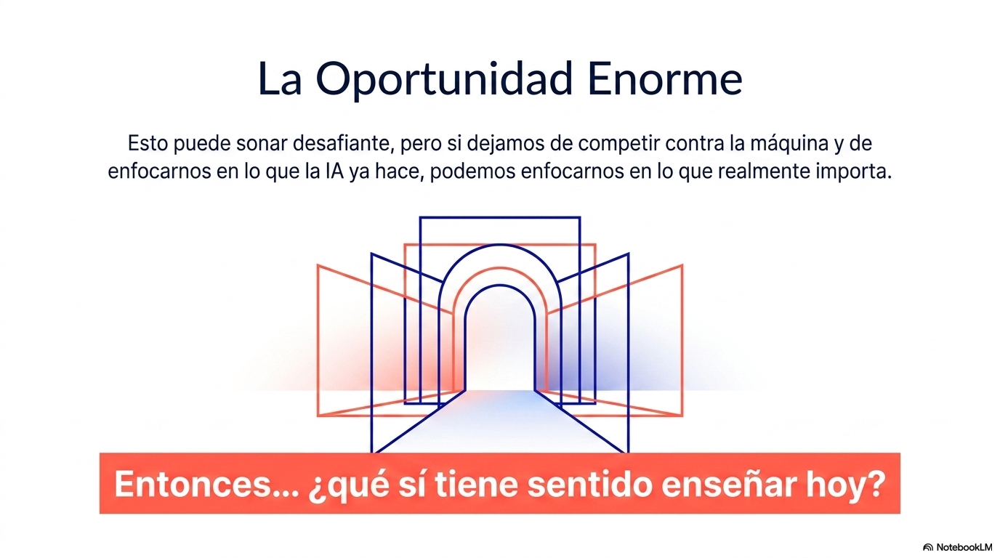 La Oportunidad Enorme
Esto puede sonar desafiante, pero si dejamos de competir contra la máquina y de
enfocarnos en lo que la IA ya hace, podemos enfocarnos en lo que realmente importa.
Entonces... ¿qué sí tiene sentido enseñar hoy?
NotebookLM